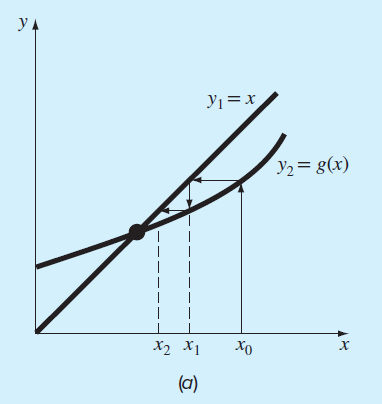 y
y₁ = x
y₂ = g(x)
x₂ x₁ x₀ x
(a)